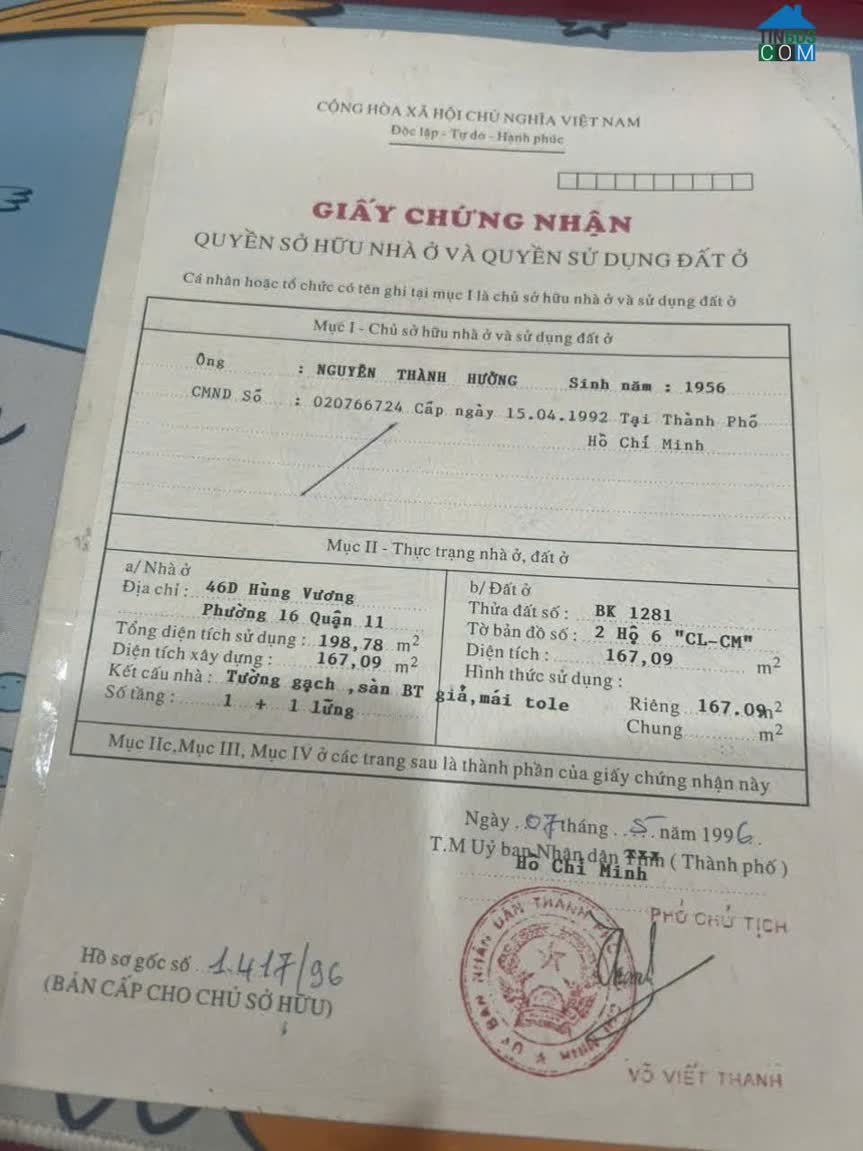 TINBDS
COM
CỘNG HÒA XÃ HỘI CHỦ NGHĨA VIỆT NAM
Độc lập - Tự do - Hạnh phúc
GIẤY CHỨNG NHẬN
QUYỀN SỞ HỮU NHÀ Ở VÀ QUYỀN SỬ DỤNG ĐẤT Ở
Cá nhân hoặc tổ chức có tên ghi tại mục I là chủ sở hữu nhà ở và sử dụng đất ở
Mục I - Chủ sở hữu nhà ở và sử dụng đất ở
Ông : NGUYỄN THÀNH HƯỜNG Sinh năm : 1956
CMND Số : 020766724 Cấp ngày 15.04.1992 Tại Thành Phố
Hồ Chí Minh
Mục II - Thực trạng nhà ở, đất ở
a/ Nhà ở
Địa chỉ : 46D Hùng Vương
Phường 16 Quận 11
Tổng diện tích sử dụng : 198,78 m²
Diện tích xây dựng : 167,09 m²
Kết cấu nhà : Tường gạch ,sàn BT giả,mái tole
Số tầng : 1 + 1 lửng
b/ Đất ở
Thửa đất số : BK 1281
Tờ bản đồ số : 2 Hộ 6 "CL-CM"
Diện tích : 167,09 m²
Hình thức sử dụng :
Riêng 167.09m²
Chung m²
Mục IIc,Mục III, Mục IV ở các trang sau là thành phần của giấy chứng nhận này
Ngày 07 tháng 5 năm 1996.
T.M Uỷ ban Nhân dân Tỉnh ( Thành phố )
Hồ Chí Minh
PHÓ CHỦ TỊCH
ỦY BAN NHÂN DÂN THÀNH PHỐ
Hồ sơ gốc số 1.417/96
(BẢN CẤP CHO CHỦ SỞ HỮU)
VÕ VIẾT THANH